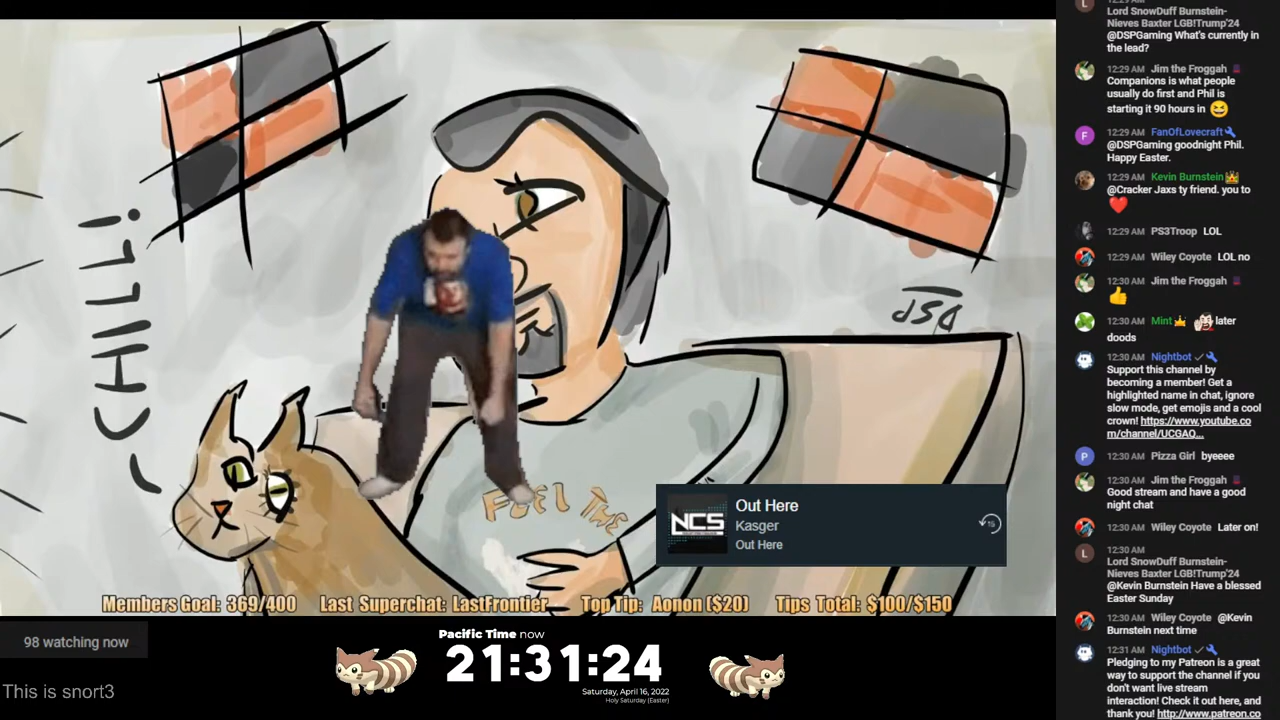 ~CHILL!
JSD
FEEL THE
NCS
Out Here
Kasger
Out Here
15
Members Goal: 369/400 Last Superchat: LastFrontier Top Tip: Aonon ($20) Tips Total: $100/$150
98 watching now
This is snort3
Pacific Time now
21:31:24
Saturday, April 16, 2022
Holy Saturday (Easter)
L
Lord SnowDuff Burnstein-
Nieves Baxter LGB!Trump'24
@DSPGaming What's currently in
the lead?
12:29 AM Jim the Froggah
Companions is what people
usually do first and Phil is
starting it 90 hours in 😆
F 12:29 AM FanOfLovecraft
@DSPGaming goodnight Phil.
Happy Easter.
12:29 AM Kevin Burnstein
@Cracker Jaxs ty friend. you to
❤️
12:29 AM PS3Troop LOL
12:29 AM Wiley Coyote LOL no
12:30 AM Jim the Froggah
👍
12:30 AM Mint later
doods
12:30 AM Nightbot
Support this channel by
becoming a member! Get a
highlighted name in chat, ignore
slow mode, get emojis and a cool
crown! https://www.youtube.co
m/channel/UCGAQ...
P 12:30 AM Pizza Girl byeeee
12:30 AM Jim the Froggah
Good stream and have a good
night chat
12:30 AM Wiley Coyote Later on!
L 12:30 AM
Lord SnowDuff Burnstein-
Nieves Baxter LGB!Trump'24
@Kevin Burnstein Have a blessed
Easter Sunday
12:30 AM Wiley Coyote @Kevin
Burnstein next time
12:31 AM Nightbot
Pledging to my Patreon is a great
way to support the channel if you
don't want live stream
interaction! Check it out here, and
thank you! http://www.patreon.co